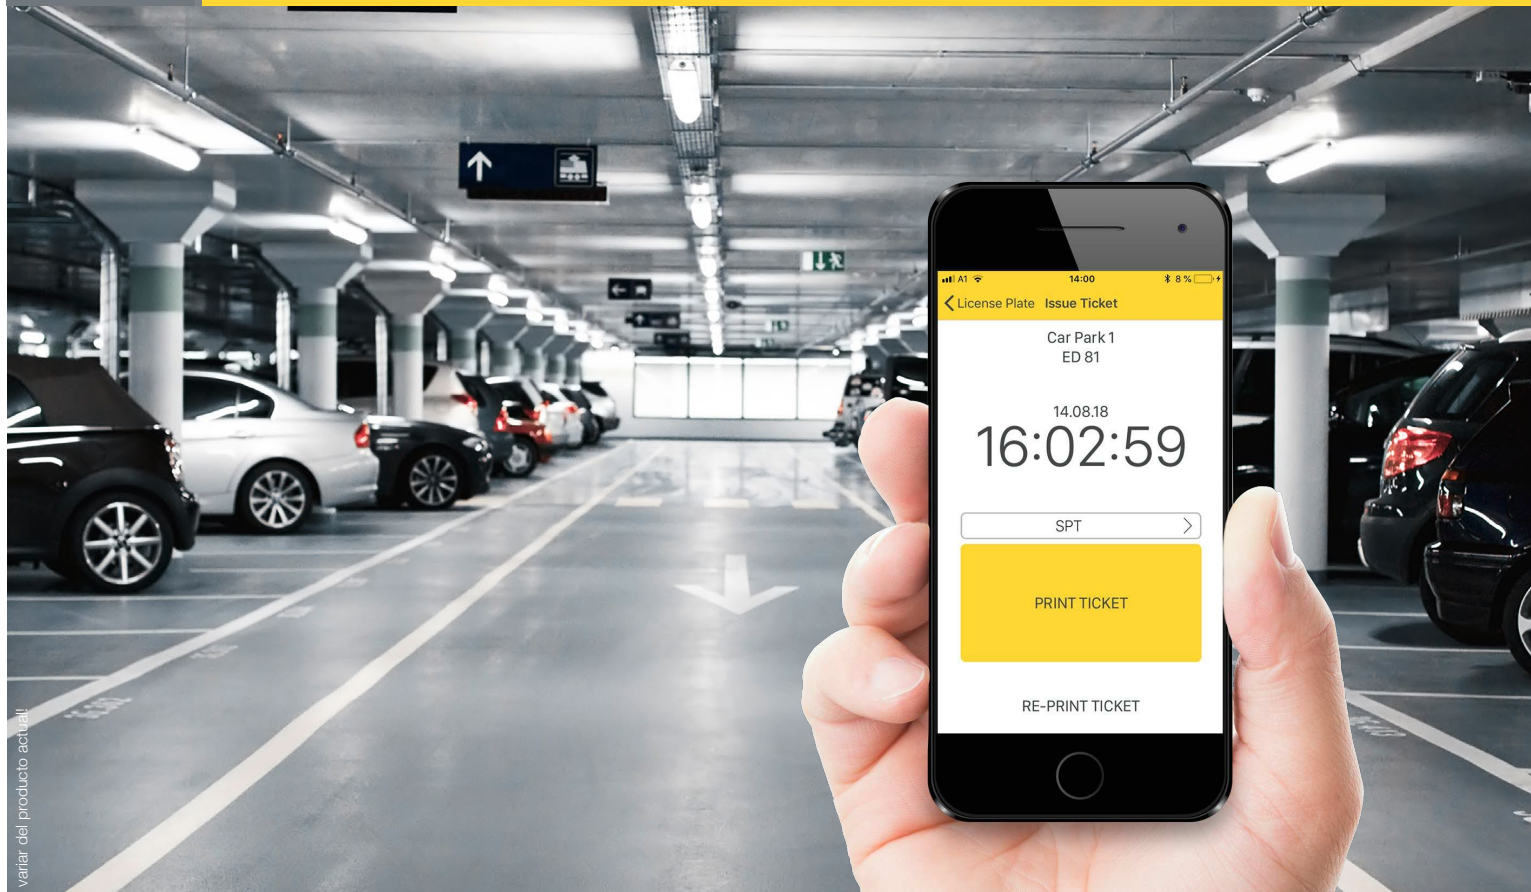 A1
14:00
8 %
License Plate Issue Ticket
Car Park 1
ED 81
14.08.18
16:02:59
SPT
PRINT TICKET
RE-PRINT TICKET
variar del producto actual!